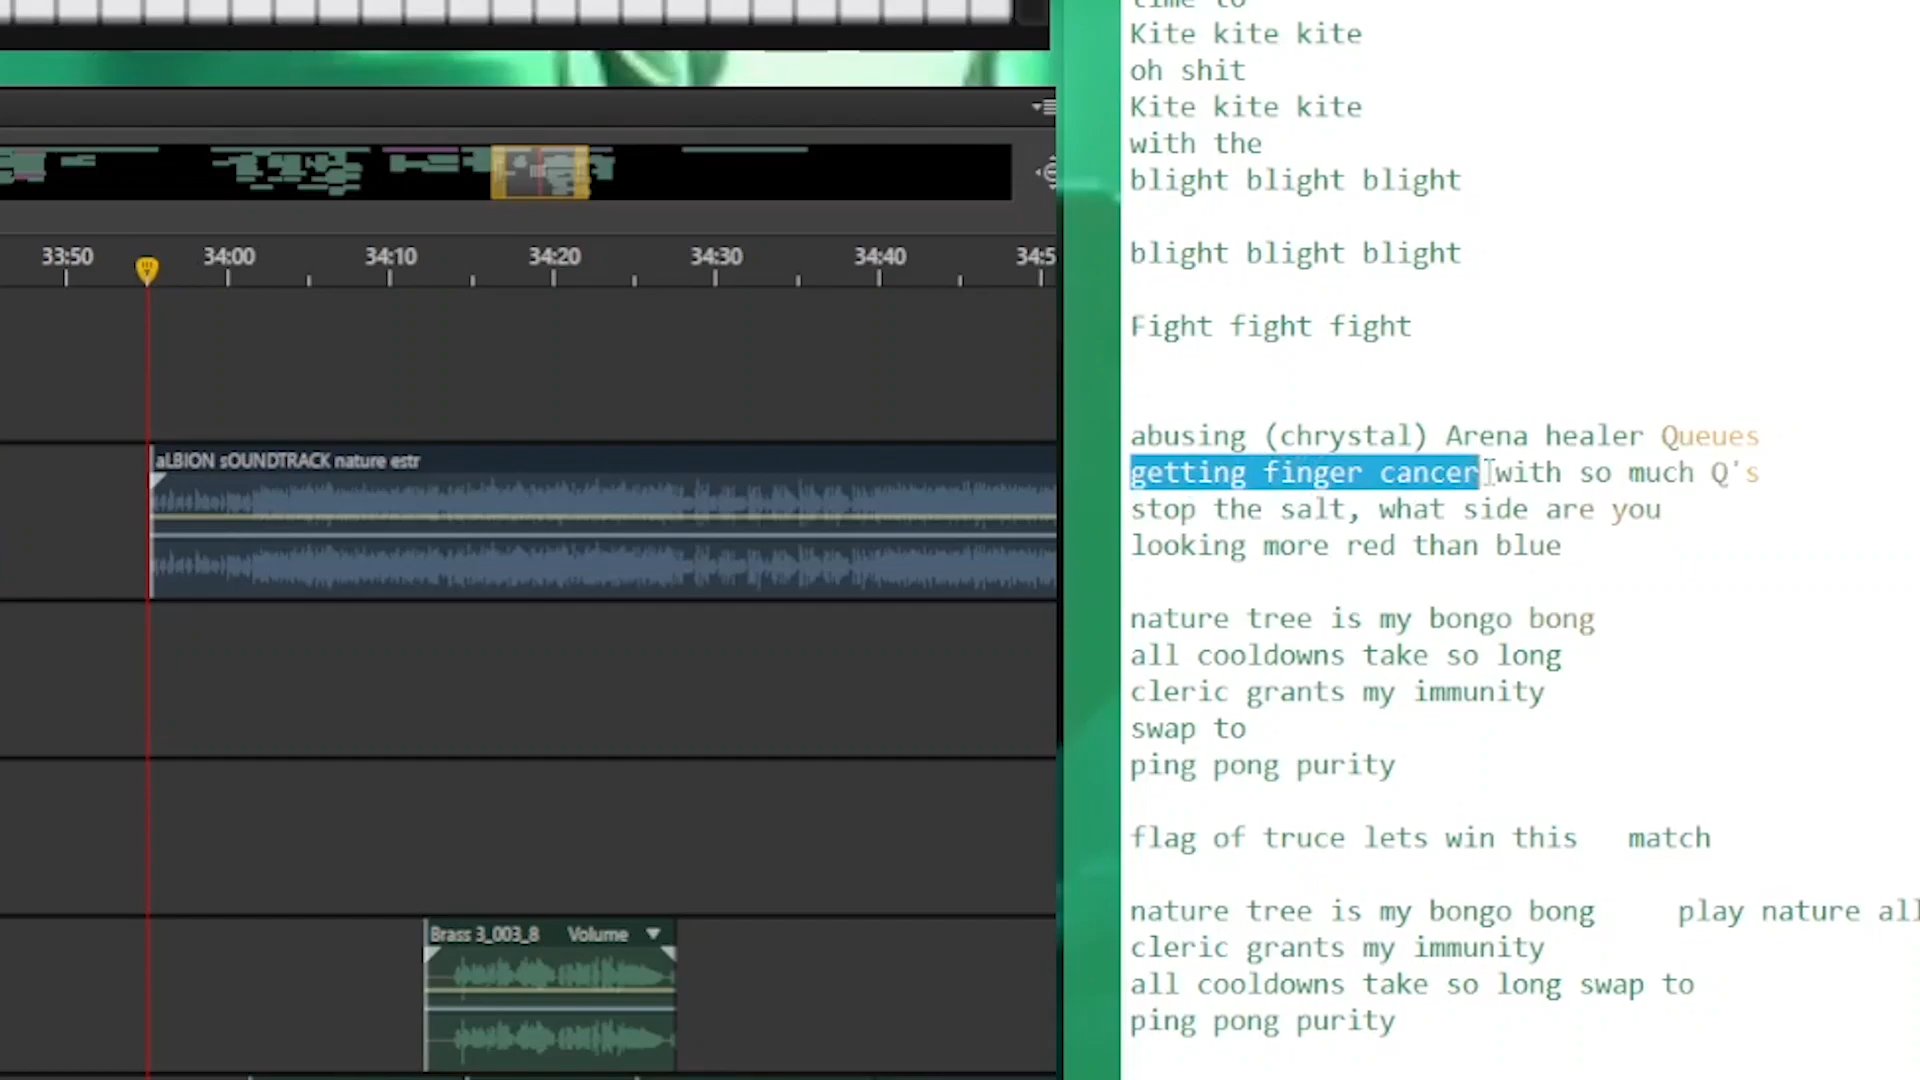 time to
Kite kite kite
oh shit
Kite kite kite
with the
blight blight blight
blight blight blight
Fight fight fight
abusing (chrystal) Arena healer Queues
getting finger cancer with so much Q's
stop the salt, what side are you
looking more red than blue
nature tree is my bongo bong
all cooldowns take so long
cleric grants my immunity
swap to
ping pong purity
flag of truce lets win this match
nature tree is my bongo bong play nature all
cleric grants my immunity
all cooldowns take so long swap to
ping pong purity
33:50 34:00 34:10 34:20 34:30 34:40 34:5
aLBION sOUNDTRACK nature estr
Brass 3_003_8 Volume